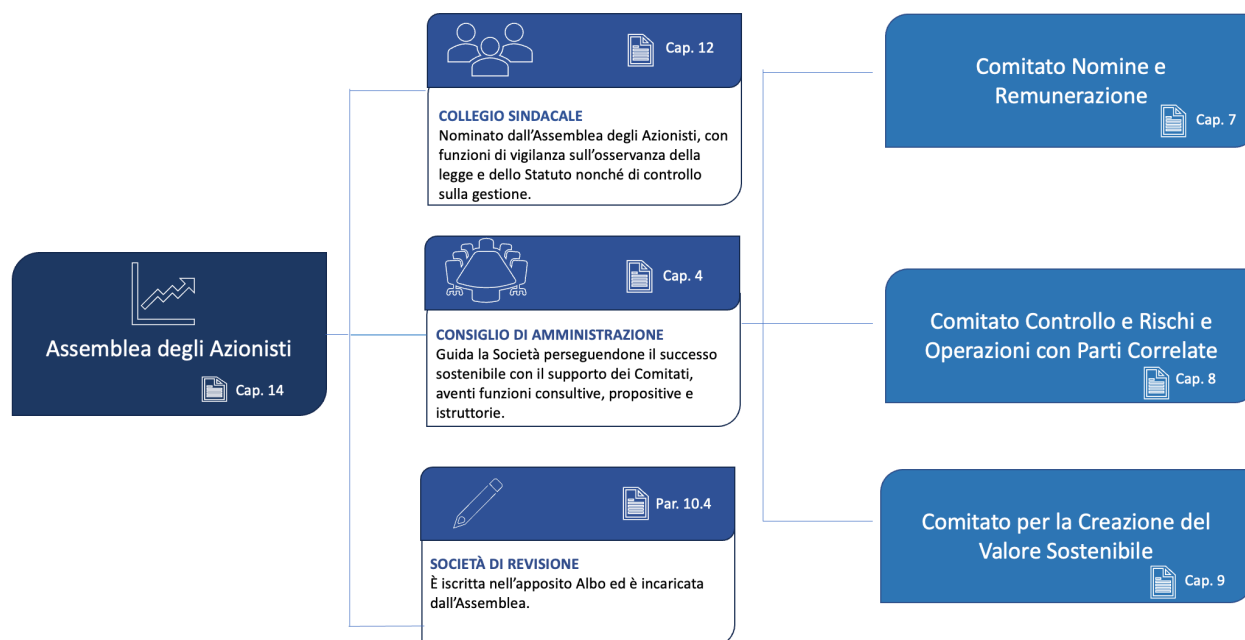 Assemblea degli Azionisti
Cap. 14
Cap. 12
COLLEGIO SINDACALE
Nominato dall’Assemblea degli Azionisti, con
funzioni di vigilanza sull’osservanza della
legge e dello Statuto nonché di controllo
sulla gestione.
Cap. 4
CONSIGLIO DI AMMINISTRAZIONE
Guida la Società perseguendone il successo
sostenibile con il supporto dei Comitati,
aventi funzioni consultive, propositive e
istruttorie.
Par. 10.4
SOCIETÀ DI REVISIONE
È iscritta nell’apposito Albo ed è incaricata
dall’Assemblea.
Comitato Nomine e
Remunerazione
Cap. 7
Comitato Controllo e Rischi e
Operazioni con Parti Correlate
Cap. 8
Comitato per la Creazione del
Valore Sostenibile
Cap. 9